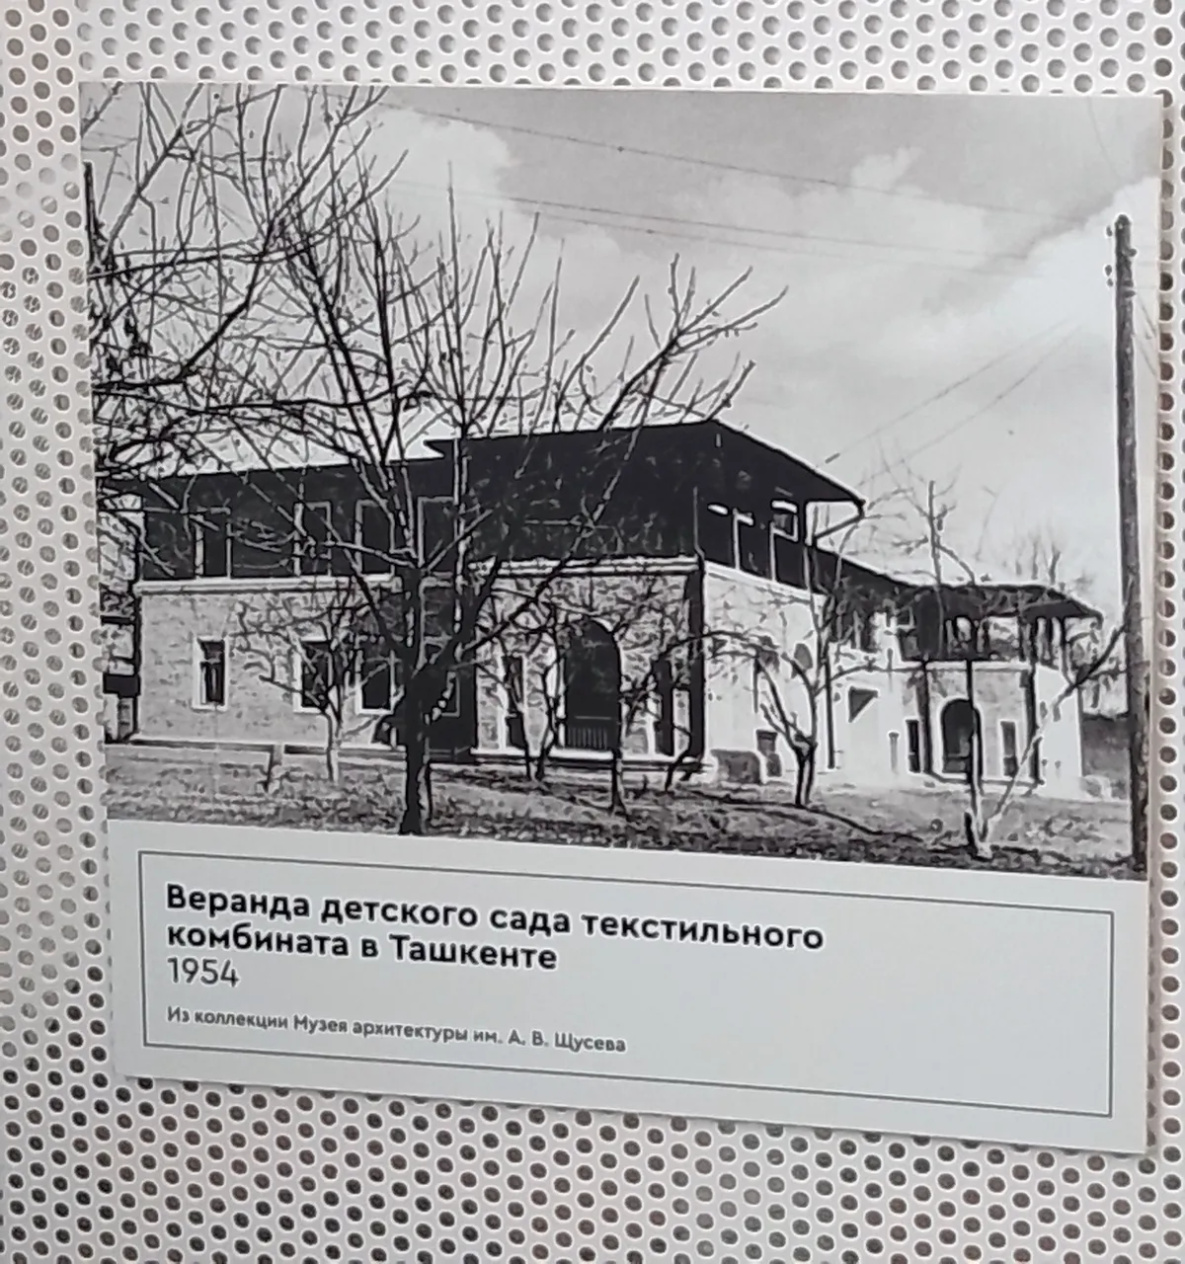 Веранда детского сада текстильного
комбината в Ташкенте
1954
Из коллекции Музея архитектуры им. А. В. Щусева